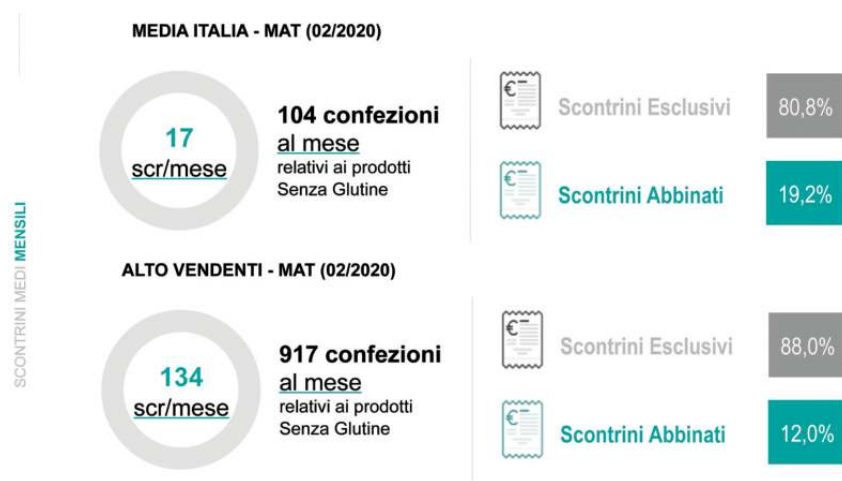 MEDIA ITALIA - MAT (02/2020)
17
scr/mese
104 confezioni
al mese
relativi ai prodotti
Senza Glutine
€
Scontrini Esclusivi
80,8%
€
Scontrini Abbinati
19,2%
SCONTRINI MEDI MENSILI
ALTO VENDENTI - MAT (02/2020)
134
scr/mese
917 confezioni
al mese
relativi ai prodotti
Senza Glutine
€
Scontrini Esclusivi
88,0%
€
Scontrini Abbinati
12,0%